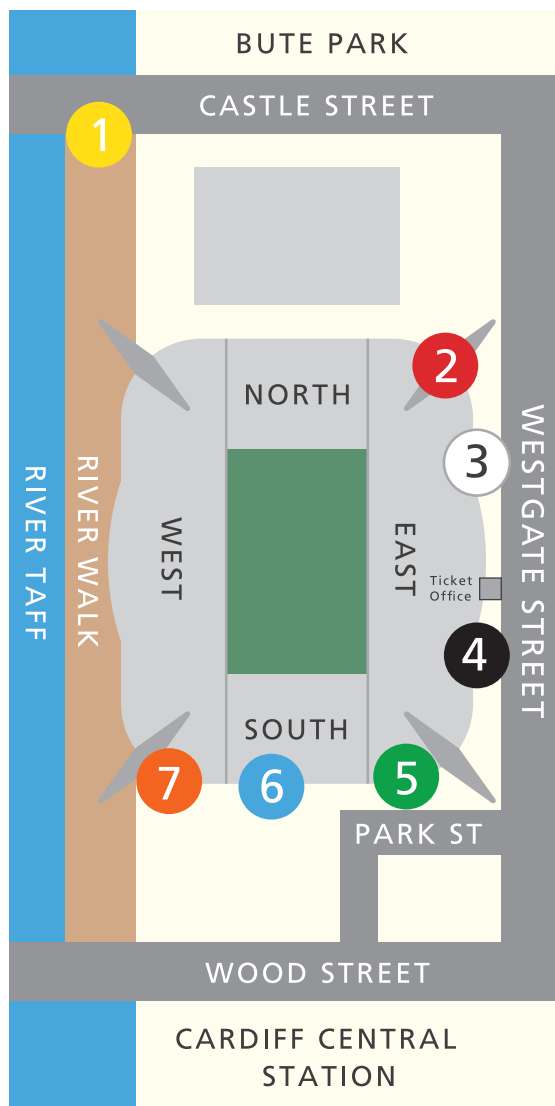 BUTE PARK
CASTLE STREET
1
2
NORTH
3
WESTGATE STREET
RIVER TAFF
RIVER WALK
WEST
EAST
Ticket
Office
4
SOUTH
7
6
5
PARK ST
WOOD STREET
CARDIFF CENTRAL
STATION